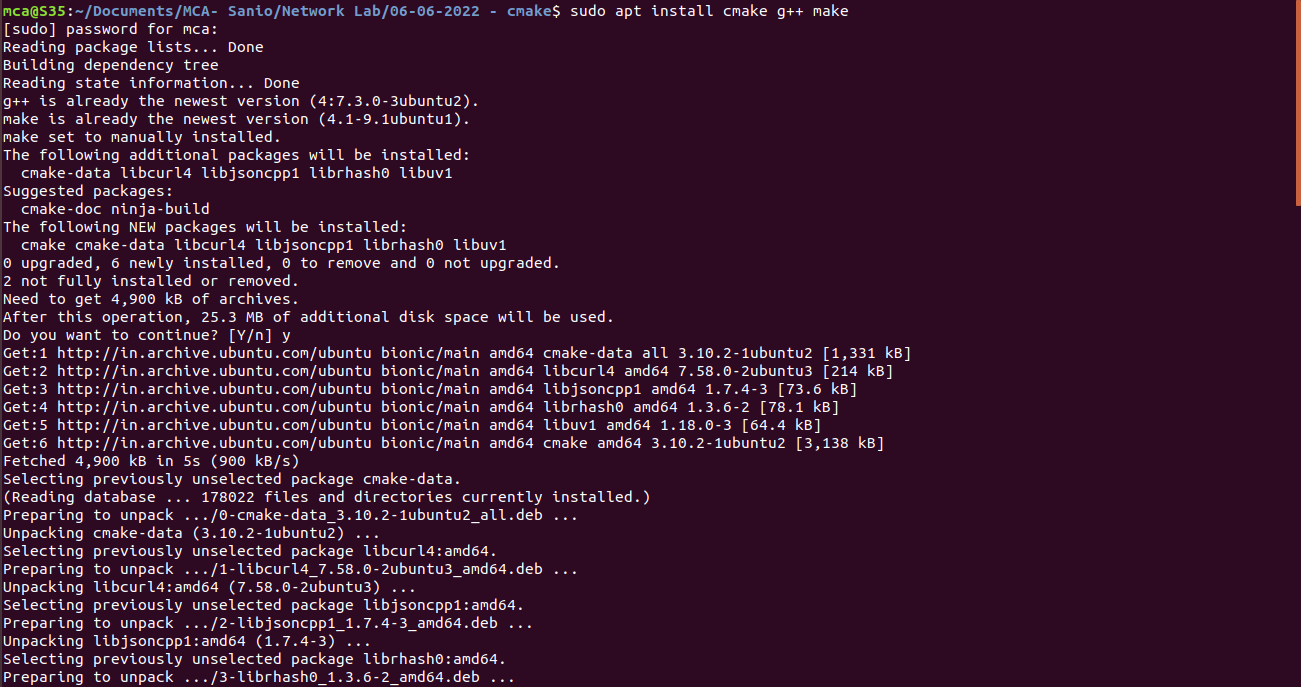 mca@S35:~/Documents/MCA- Sanio/Network Lab/06-06-2022 - cmake$ sudo apt install cmake g++ make
[sudo] password for mca:
Reading package lists... Done
Building dependency tree
Reading state information... Done
g++ is already the newest version (4:7.3.0-3ubuntu2).
make is already the newest version (4.1-9.1ubuntu1).
make set to manually installed.
The following additional packages will be installed:
  cmake-data libcurl4 libjsoncpp1 librhash0 libuv1
Suggested packages:
  cmake-doc ninja-build
The following NEW packages will be installed:
  cmake cmake-data libcurl4 libjsoncpp1 librhash0 libuv1
0 upgraded, 6 newly installed, 0 to remove and 0 not upgraded.
2 not fully installed or removed.
Need to get 4,900 kB of archives.
After this operation, 25.3 MB of additional disk space will be used.
Do you want to continue? [Y/n] y
Get:1 http://in.archive.ubuntu.com/ubuntu bionic/main amd64 cmake-data all 3.10.2-1ubuntu2 [1,331 kB]
Get:2 http://in.archive.ubuntu.com/ubuntu bionic/main amd64 libcurl4 amd64 7.58.0-2ubuntu3 [214 kB]
Get:3 http://in.archive.ubuntu.com/ubuntu bionic/main amd64 libjsoncpp1 amd64 1.7.4-3 [73.6 kB]
Get:4 http://in.archive.ubuntu.com/ubuntu bionic/main amd64 librhash0 amd64 1.3.6-2 [78.1 kB]
Get:5 http://in.archive.ubuntu.com/ubuntu bionic/main amd64 libuv1 amd64 1.18.0-3 [64.4 kB]
Get:6 http://in.archive.ubuntu.com/ubuntu bionic/main amd64 cmake amd64 3.10.2-1ubuntu2 [3,138 kB]
Fetched 4,900 kB in 5s (900 kB/s)
Selecting previously unselected package cmake-data.
(Reading database ... 178022 files and directories currently installed.)
Preparing to unpack .../0-cmake-data_3.10.2-1ubuntu2_all.deb ...
Unpacking cmake-data (3.10.2-1ubuntu2) ...
Selecting previously unselected package libcurl4:amd64.
Preparing to unpack .../1-libcurl4_7.58.0-2ubuntu3_amd64.deb ...
Unpacking libcurl4:amd64 (7.58.0-2ubuntu3) ...
Selecting previously unselected package libjsoncpp1:amd64.
Preparing to unpack .../2-libjsoncpp1_1.7.4-3_amd64.deb ...
Unpacking libjsoncpp1:amd64 (1.7.4-3) ...
Selecting previously unselected package librhash0:amd64.
Preparing to unpack .../3-librhash0_1.3.6-2_amd64.deb ...